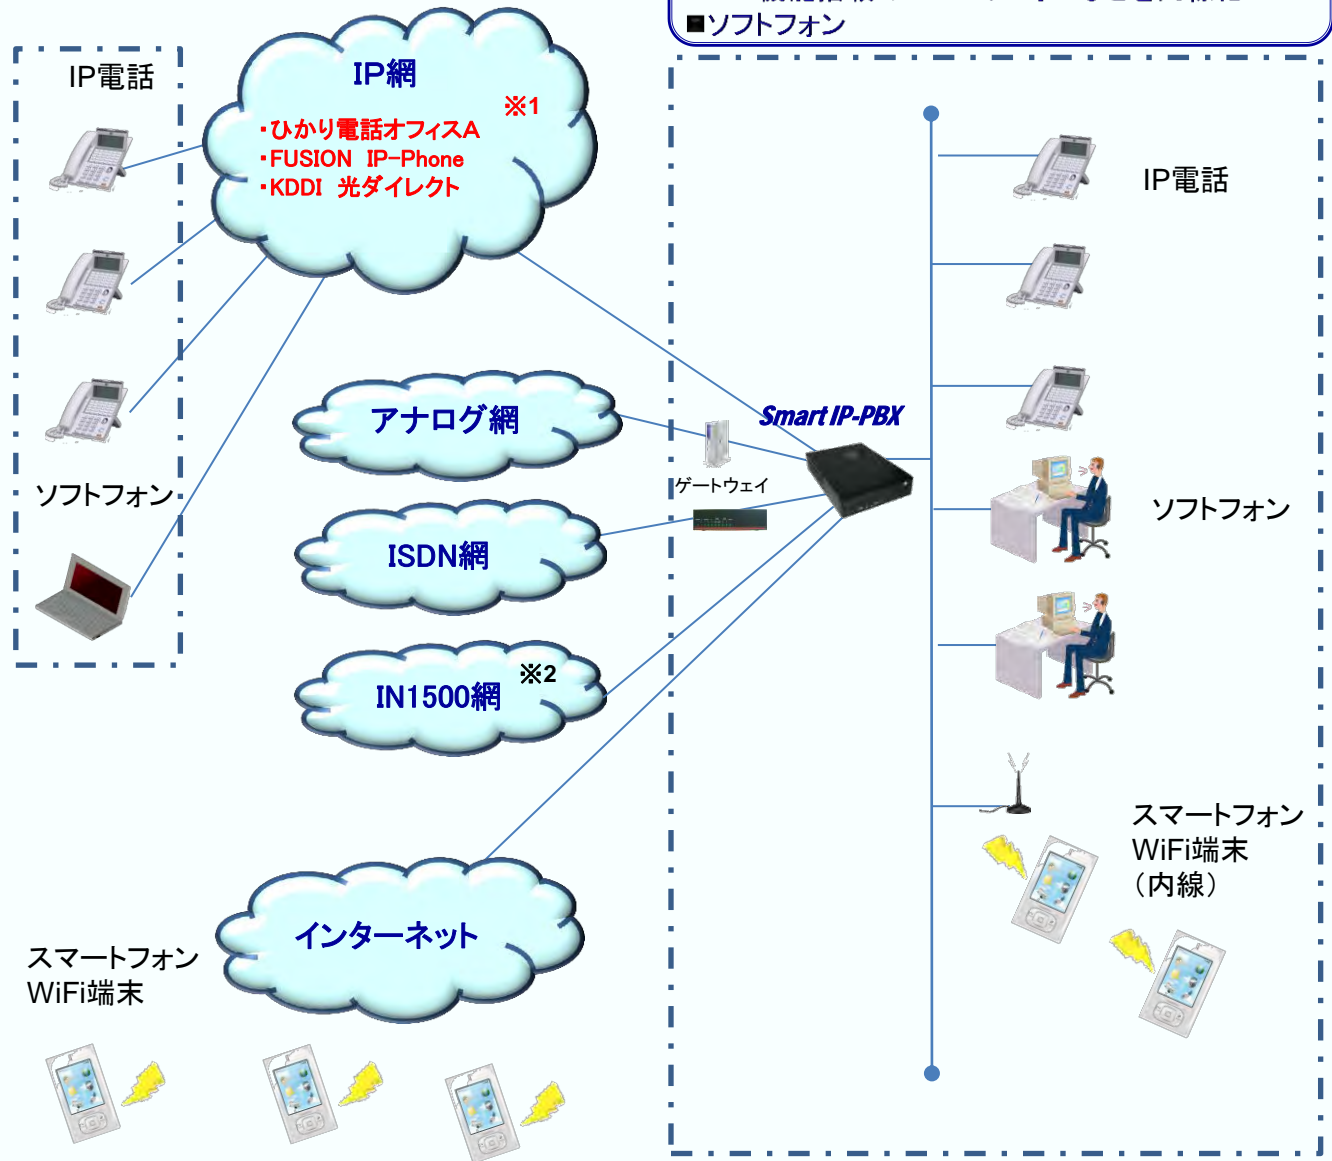 ■ソフトフォン
IP電話
IP網
※1
・ひかり電話オフィスA
・FUSION IP-Phone
・KDDI 光ダイレクト
IP電話
アナログ網
Smart IP-PBX
ゲートウェイ
ソフトフォン
ソフトフォン
ISDN網
IN1500網
※2
スマートフォン
WiFi端末
（内線）
インターネット
スマートフォン
WiFi端末